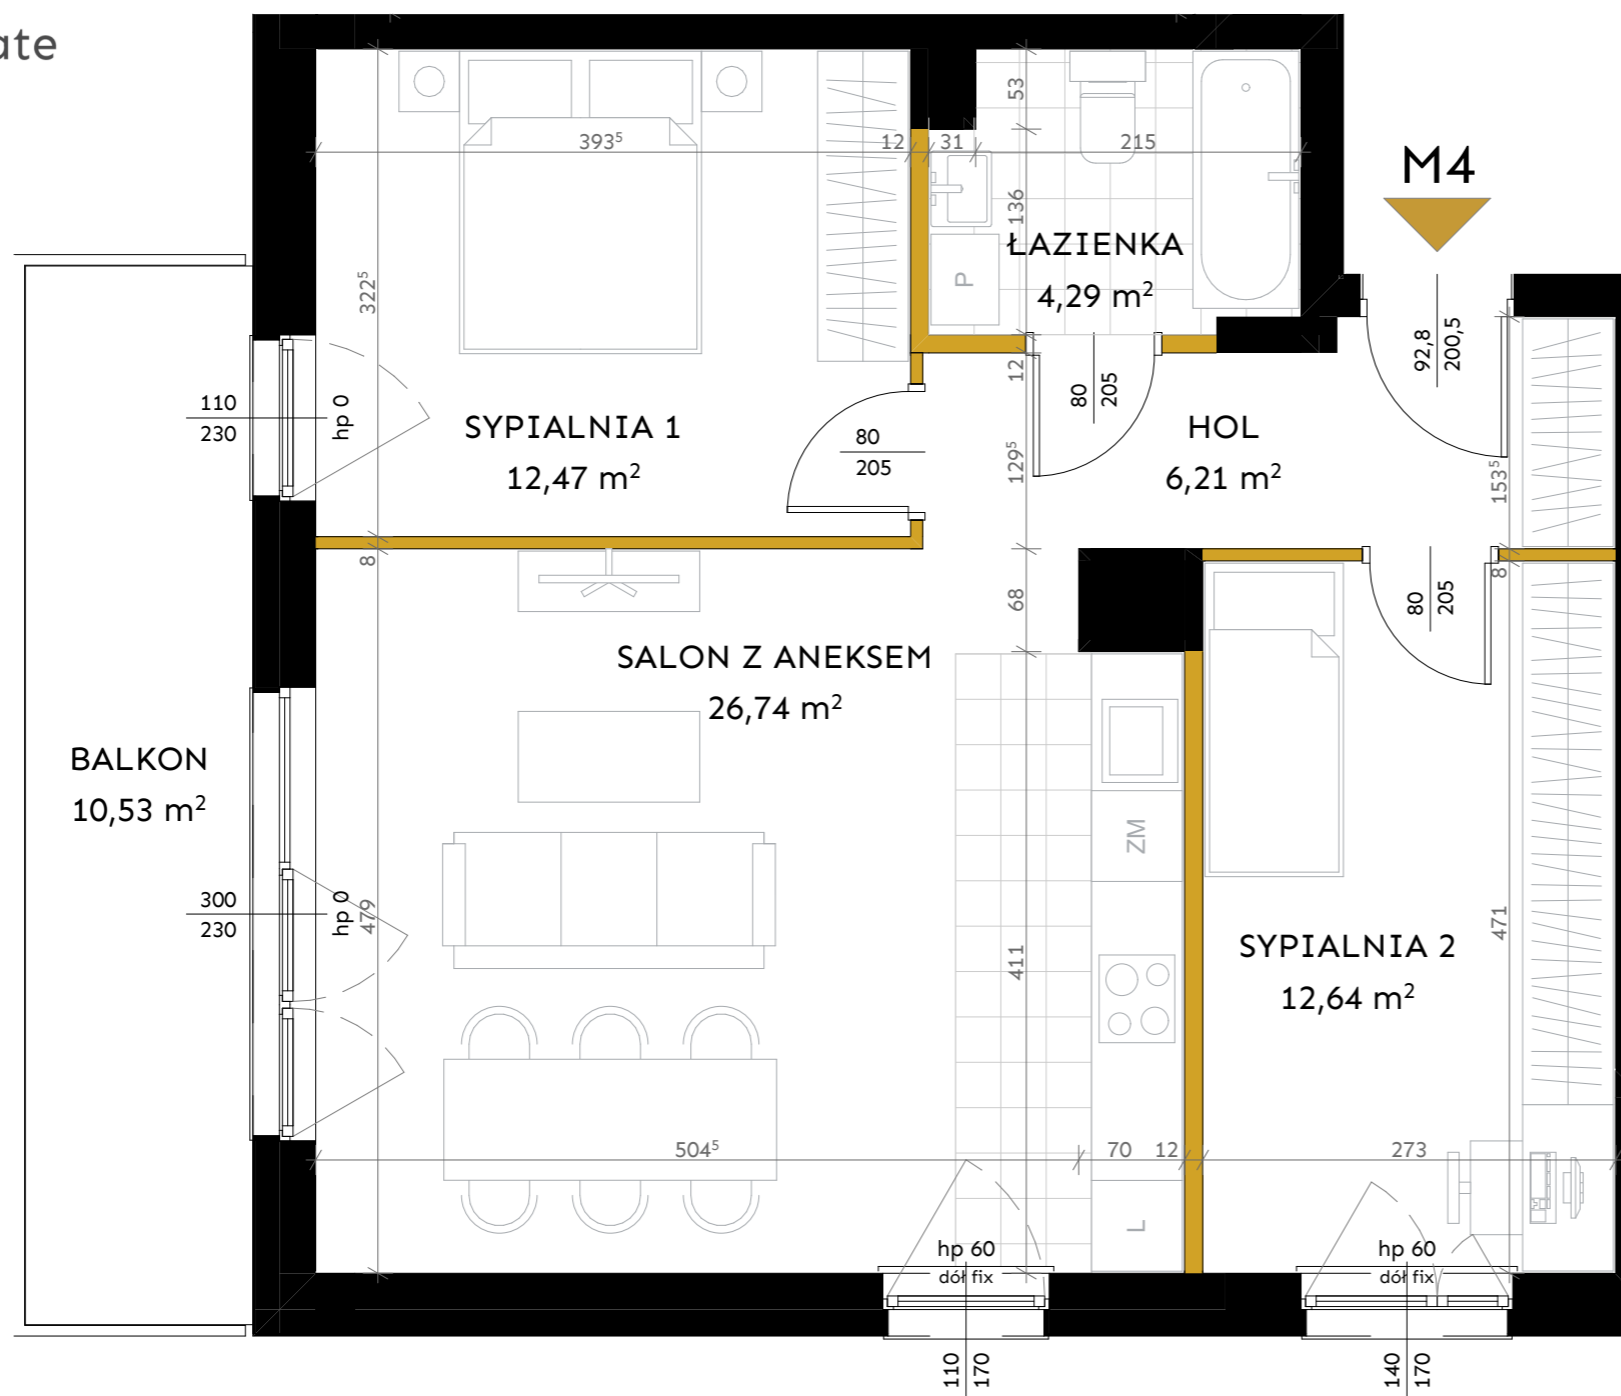 ate
M4
53
393⁵
12
31
215
136
ŁAZIENKA
4,29 m²
P
322⁵
92,8
200,5
110
230
hp 0
12
80
205
SYPIALNIA 1
12,47 m²
80
205
129⁵
HOL
6,21 m²
153⁵
8
8
68
80
205
SALON Z ANEKSEM
26,74 m²
BALKON
10,53 m²
ZM
300
230
hp 0
479
411
471
SYPIALNIA 2
12,64 m²
504⁵
70
12
273
L
hp 60
dół fix
hp 60
dół fix
110
170
140
170